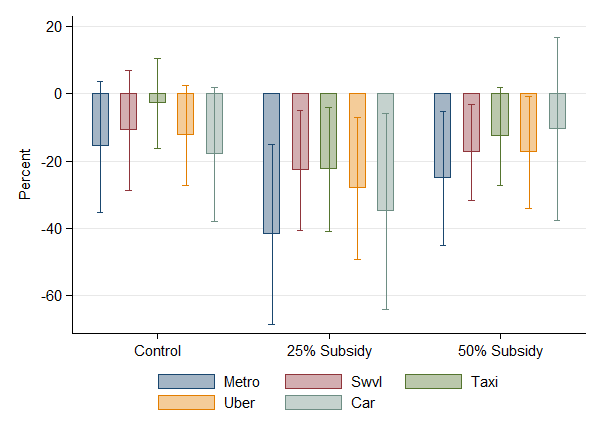 20
0
-20
-40
-60
Percent
Control 25% Subsidy 50% Subsidy
Metro Swvl Taxi
Uber Car